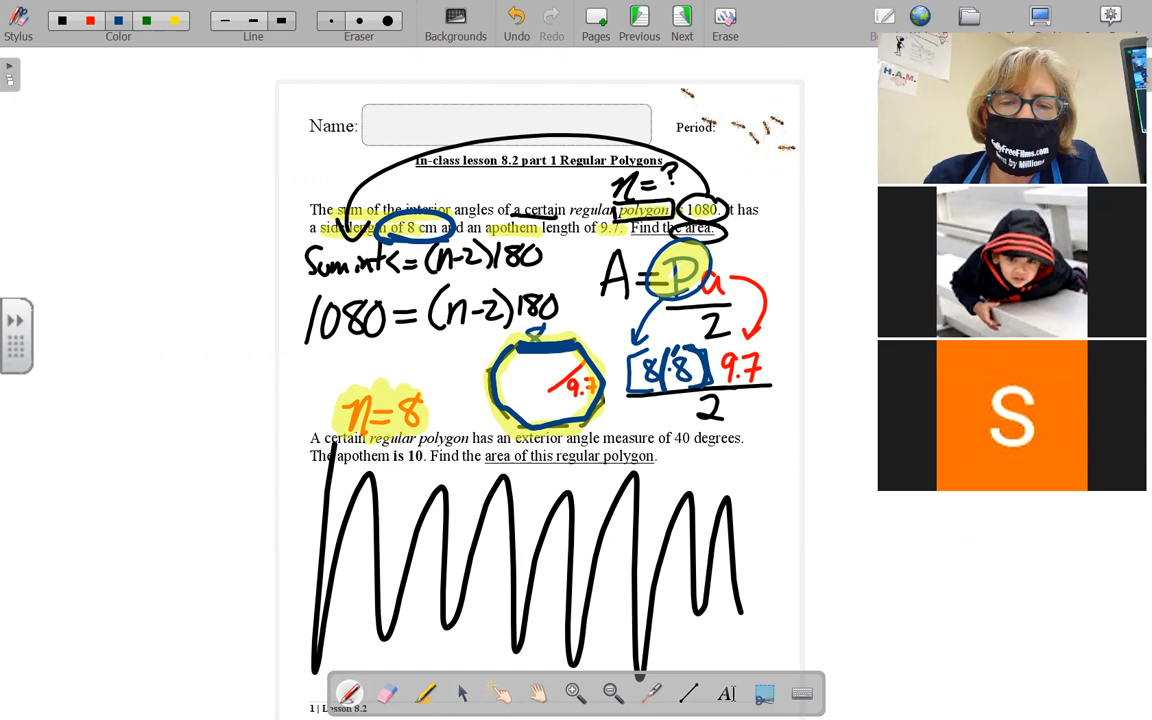 Stylus
Color
Line
Eraser
Backgrounds
Undo
Redo
Pages
Previous
Next
Erase
H.A.M.
Name:
Period:
In-class lesson 8.2 part 1 Regular Polygons
n=?
The sum of the interior angles of a certain regular polygon is 1080. It has
a side length of 8 cm and an apothem length of 9.7. Find the area.
Sum int <= (n-2)180
A = Pa
2
1080 = (n-2)180
8
[8(8)] 9.7
2
9.7
n=8
A certain regular polygon has an exterior angle measure of 40 degrees.
The apothem is 10. Find the area of this regular polygon.
S
1 | Lesson 8.2